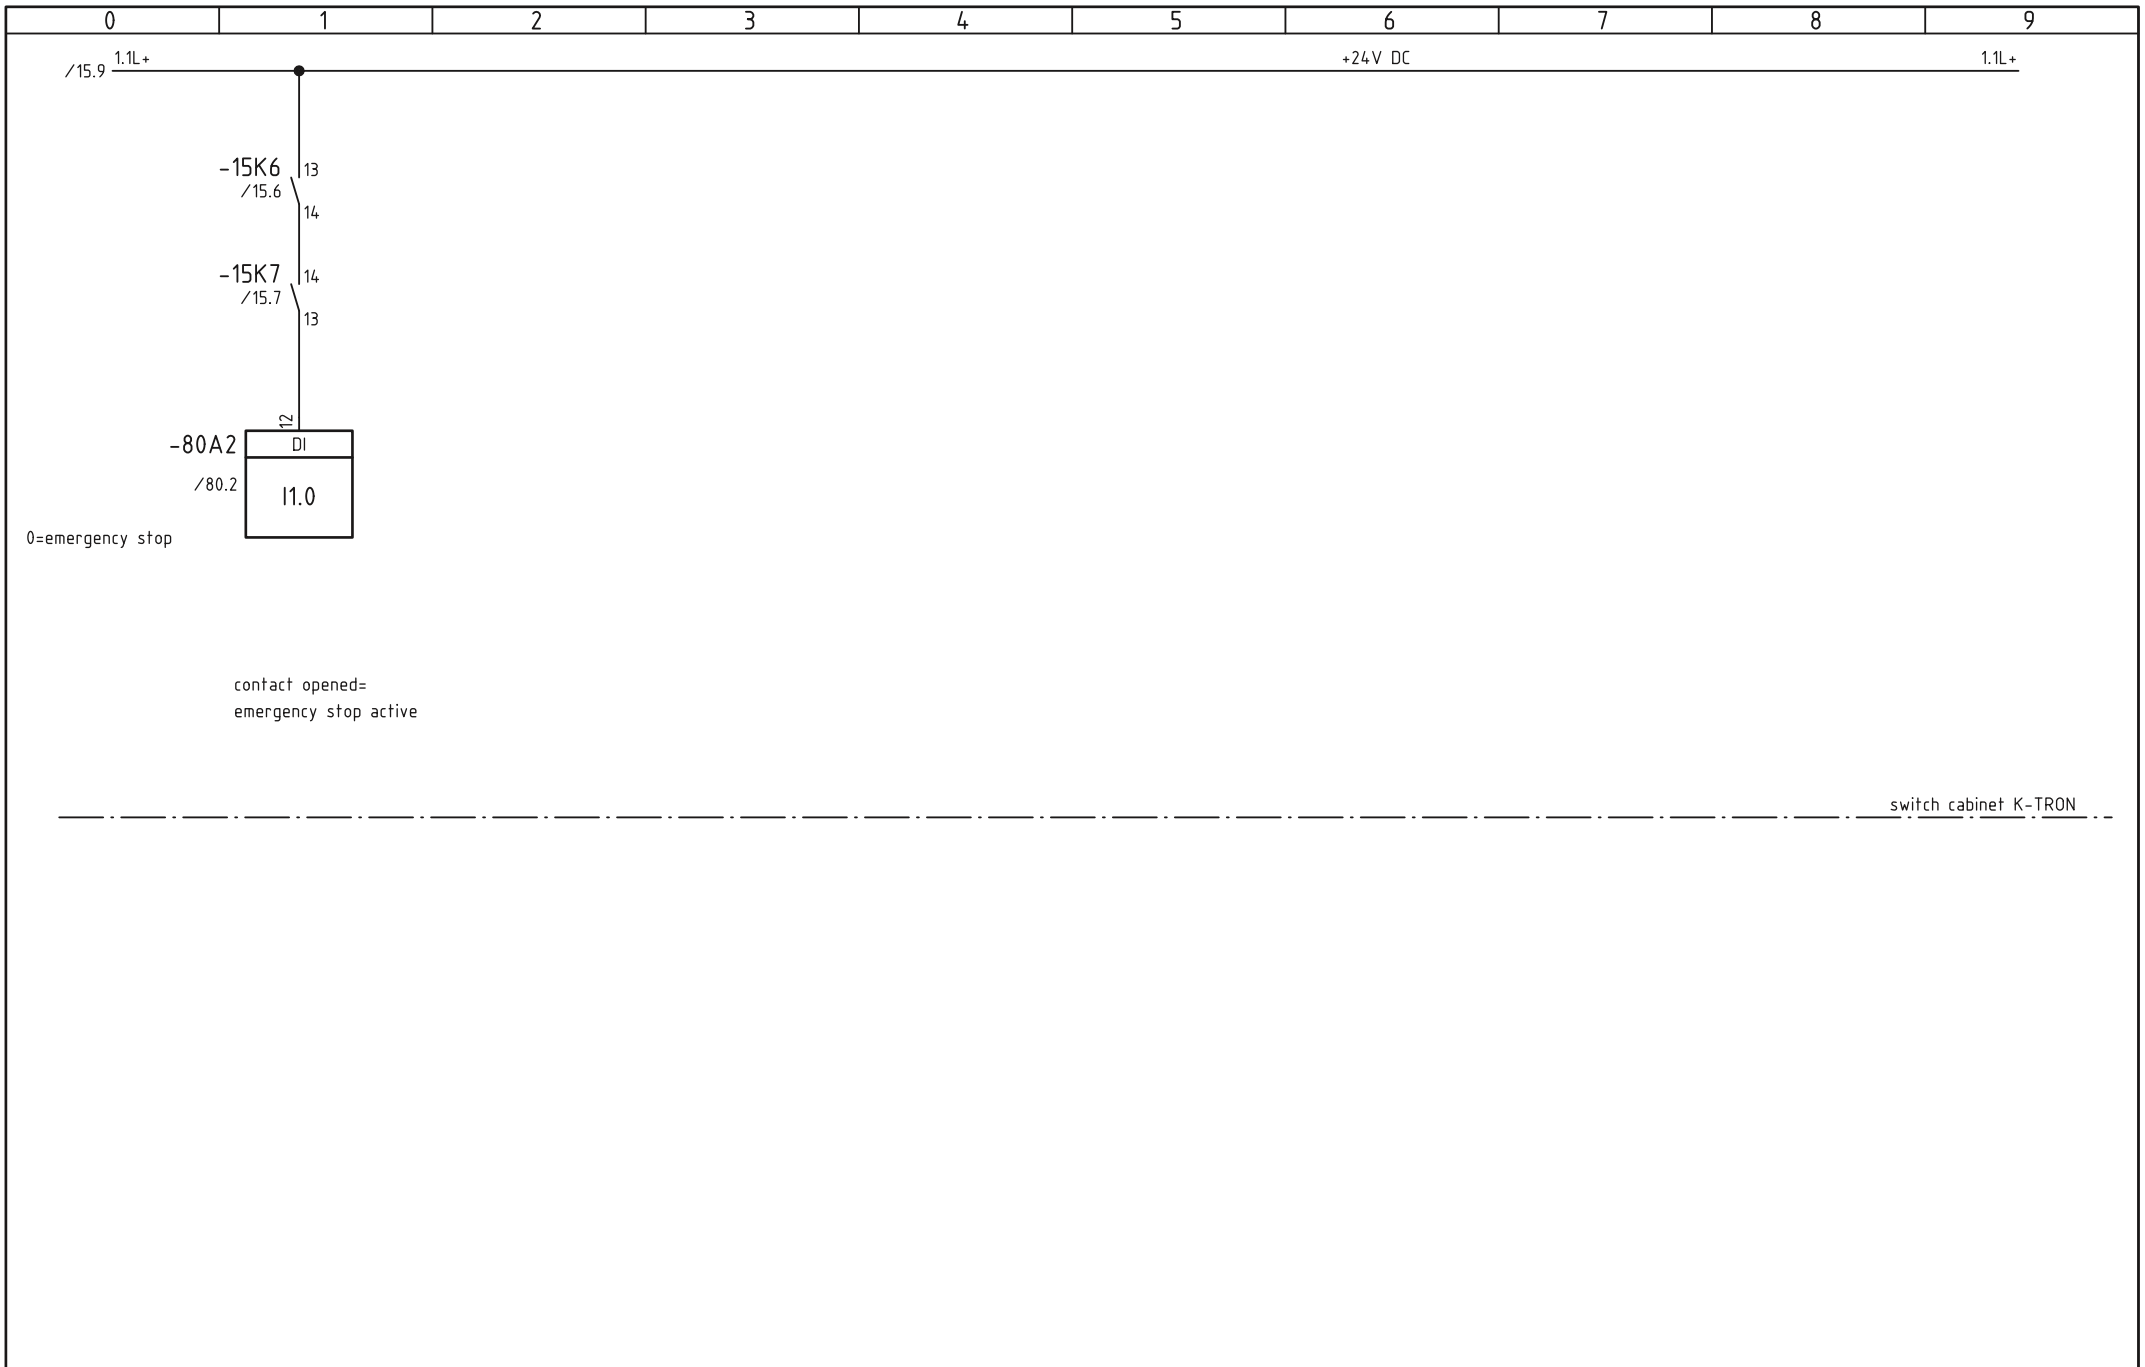 0 1 2 3 4 5 6 7 8 9
/15.9 1.1L+ +24V DC 1.1L+
-15K6 13
/15.6
14
-15K7 14
/15.7
13
12
-80A2 DI
/80.2 I1.0
0=emergency stop
contact opened=
emergency stop active
switch cabinet K-TRON